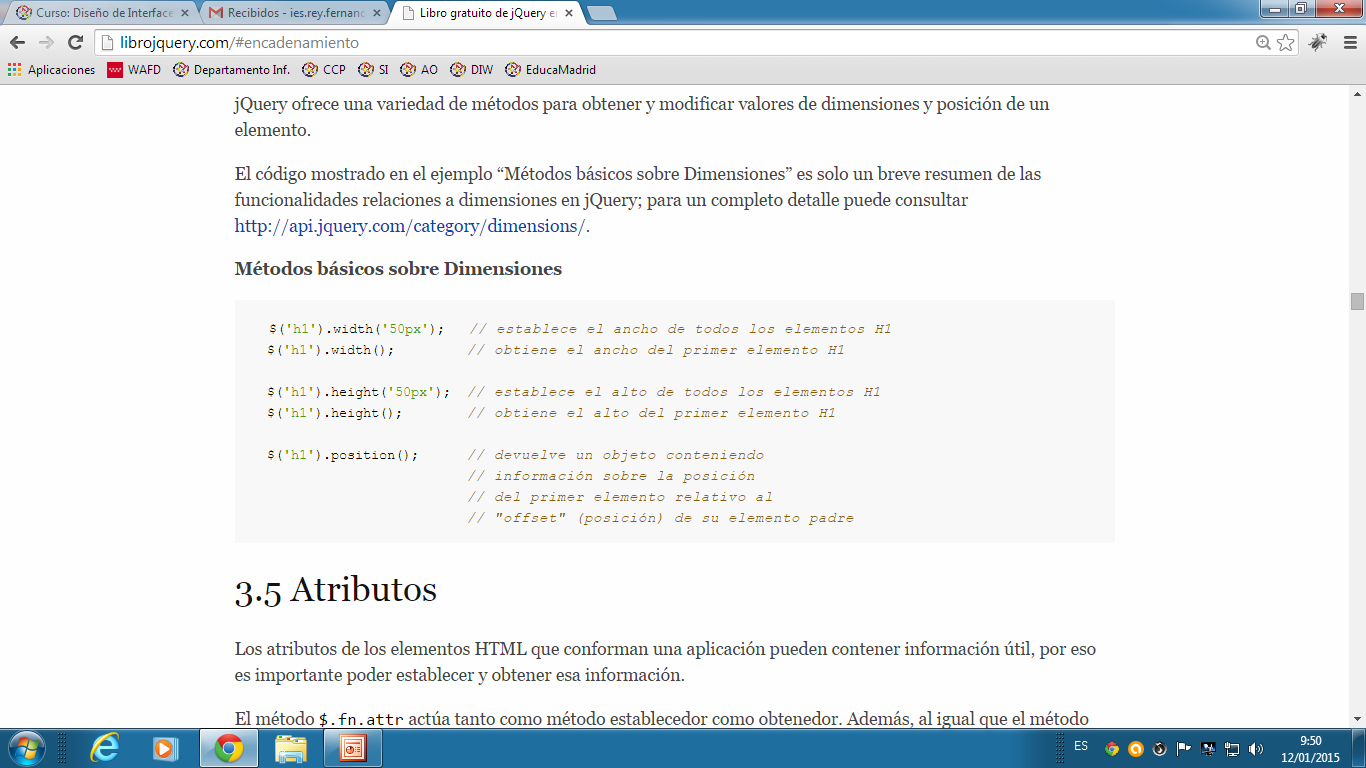 Curso: Diseño de Interface
Recibidos - ies.rey.fernan
Libro gratuito de jQuery e
librojquery.com/#encadenamiento
Aplicaciones WAFD Departamento Inf. CCP SI AO DIW EducaMadrid
jQuery ofrece una variedad de métodos para obtener y modificar valores de dimensiones y posición de un
elemento.
El código mostrado en el ejemplo “Métodos básicos sobre Dimensiones” es solo un breve resumen de las
funcionalidades relaciones a dimensiones en jQuery; para un completo detalle puede consultar
http://api.jquery.com/category/dimensions/.
Métodos básicos sobre Dimensiones
$('h1').width('50px');   // establece el ancho de todos los elementos H1
$('h1').width();         // obtiene el ancho del primer elemento H1
$('h1').height('50px');  // establece el alto de todos los elementos H1
$('h1').height();        // obtiene el alto del primer elemento H1
$('h1').position();      // devuelve un objeto conteniendo
// información sobre la posición
// del primer elemento relativo al
// "offset" (posición) de su elemento padre
3.5 Atributos
Los atributos de los elementos HTML que conforman una aplicación pueden contener información útil, por eso
es importante poder establecer y obtener esa información.
El método $.fn.attr actúa tanto como método establecedor como obtenedor. Además, al igual que el método
ES
9:50
12/01/2015